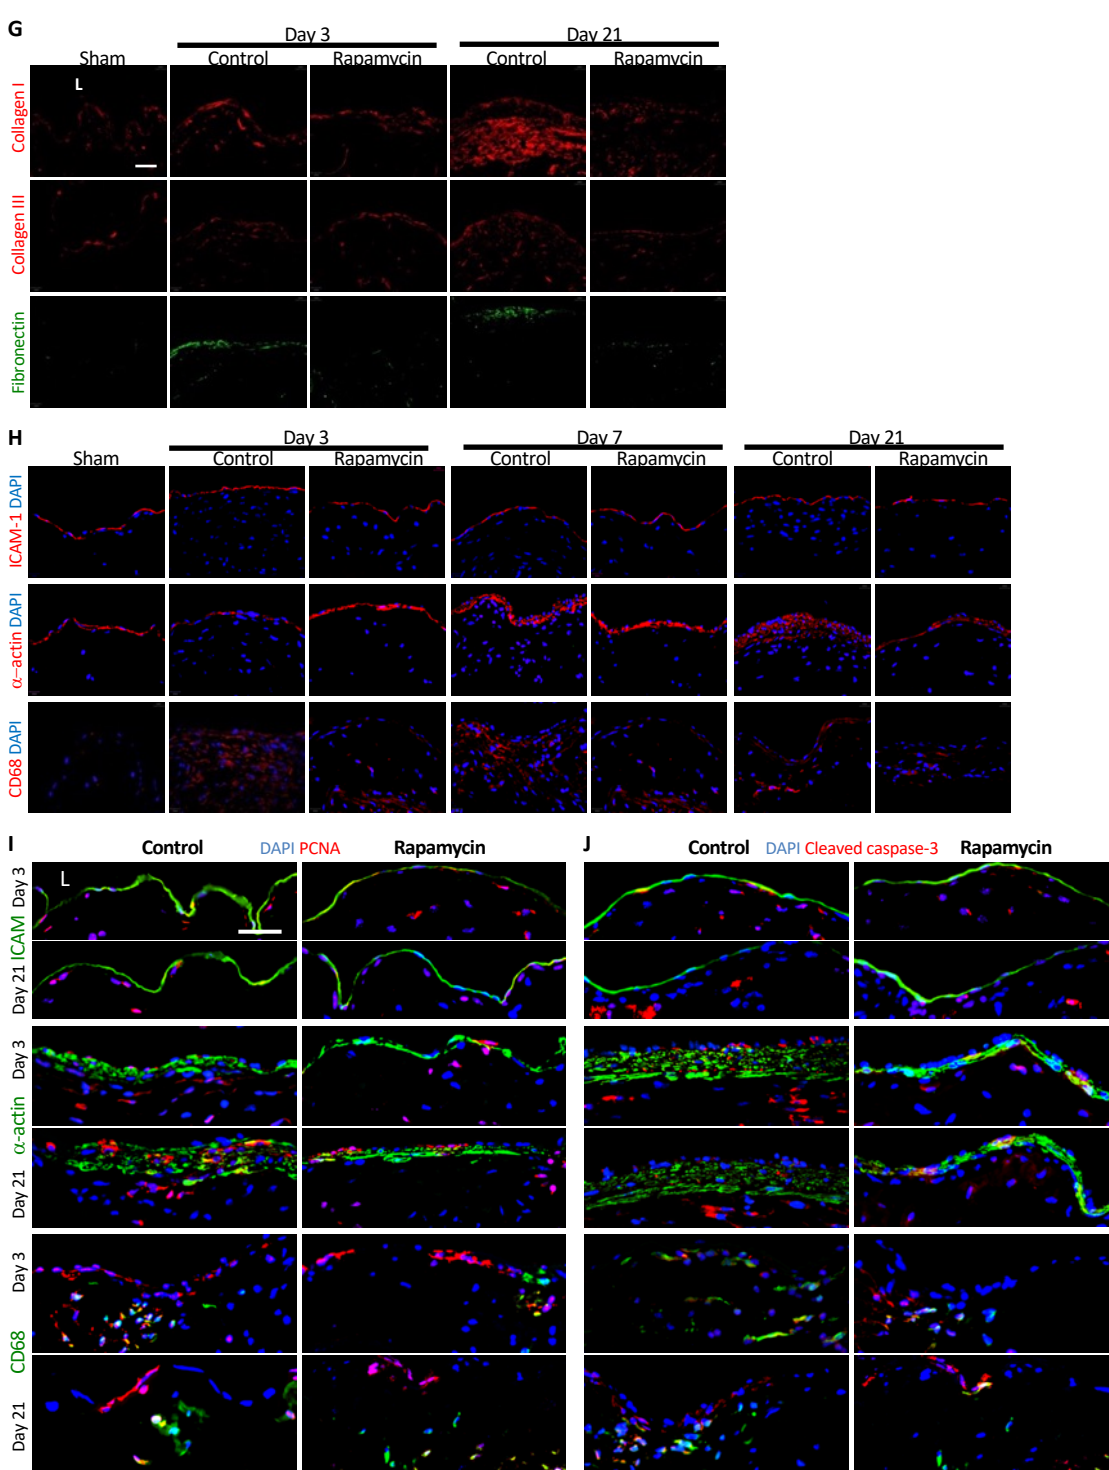 G
Day 3
Day 21
Sham
Control
Rapamycin
Control
Rapamycin
L
Collagen I
Collagen III
Fibronectin
H
Day 3
Day 7
Day 21
Sham
Control
Rapamycin
Control
Rapamycin
Control
Rapamycin
ICAM-1 DAPI
α–actin DAPI
CD68 DAPI
I
Control
DAPI PCNA
Rapamycin
J
Control
DAPI Cleaved caspase-3
Rapamycin
L
ICAM
Day 3
Day 21
α-actin
Day 3
Day 21
CD68
Day 3
Day 21